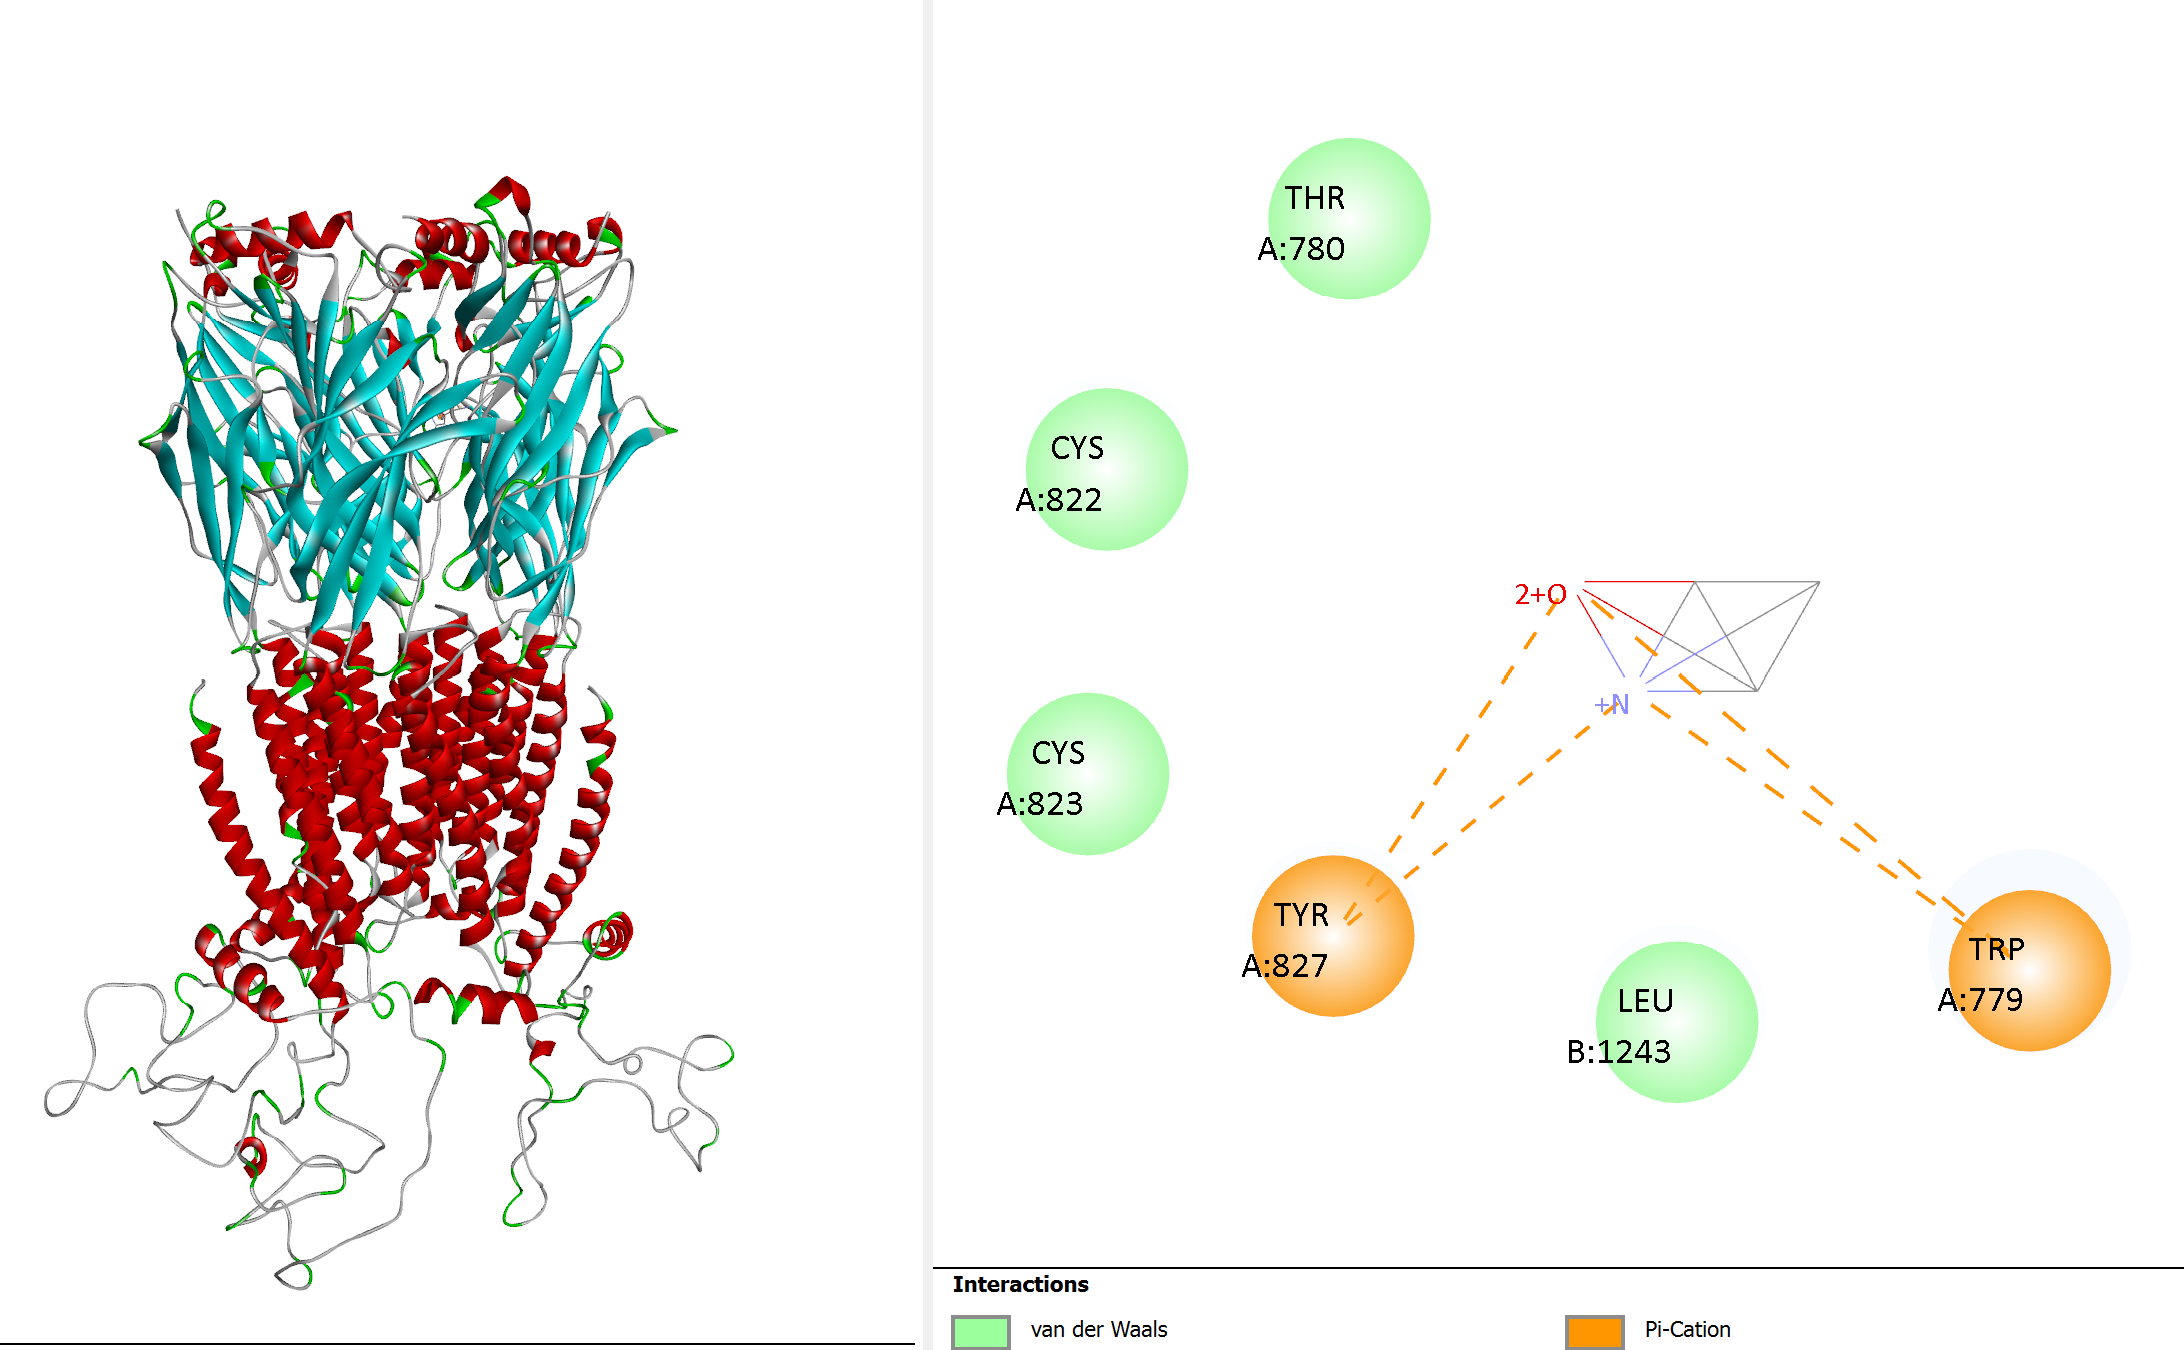 THR
A:780
CYS
A:822
2+O
+N
CYS
A:823
TYR
A:827
TRP
A:779
LEU
B:1243
Interactions
van der Waals
Pi-Cation